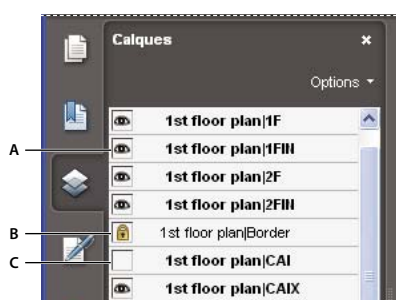 Calques
Options
1st floor plan|1F
A 1st floor plan|1FIN
1st floor plan|2F
1st floor plan|2FIN
B 1st floor plan|Border
C 1st floor plan|CAI
1st floor plan|CAIX